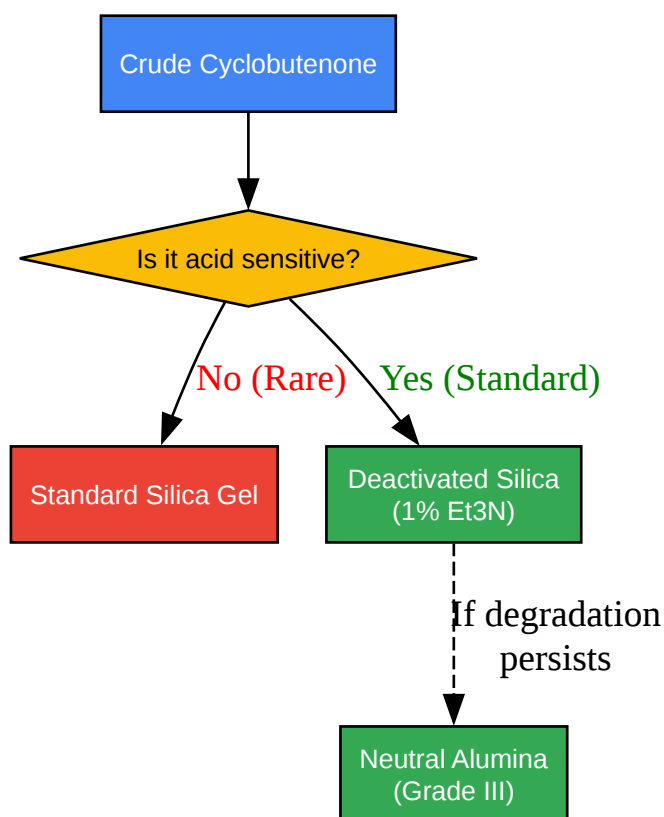 Crude Cyclobutenone
Is it acid sensitive?
No (Rare)
Yes (Standard)
Standard Silica Gel
Deactivated Silica
(1% Et3N)
If degradation
persists
Neutral Alumina
(Grade III)